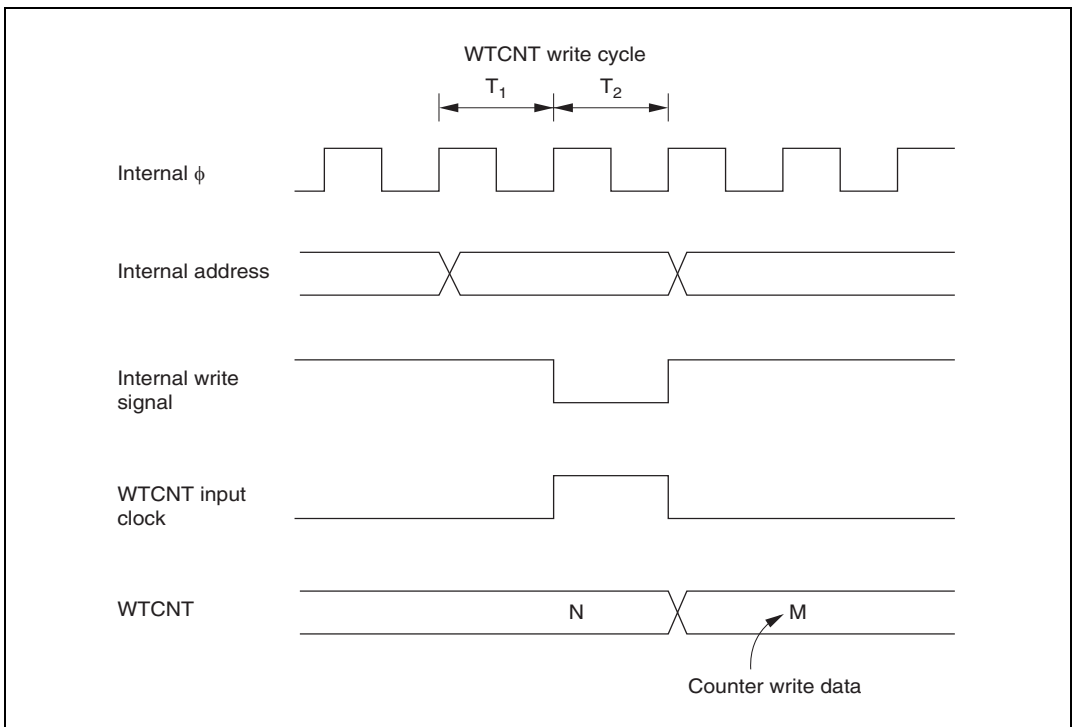 WTCNT write cycle
T₁ T₂
Internal ϕ
Internal address
Internal write
signal
WTCNT input
clock
WTCNT
N M
Counter write data